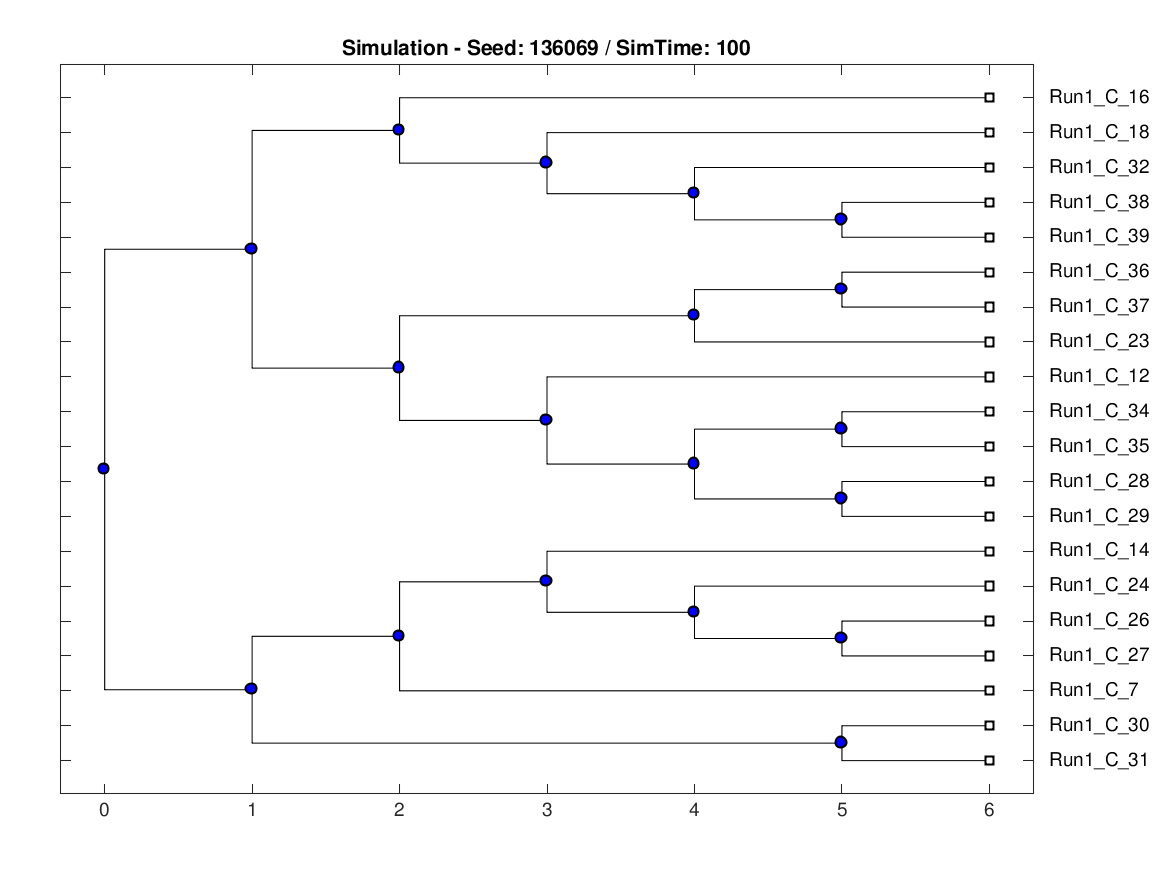 Simulation - Seed: 136069 / SimTime: 100
Run1_C_16
Run1_C_18
Run1_C_32
Run1_C_38
Run1_C_39
Run1_C_36
Run1_C_37
Run1_C_23
Run1_C_12
Run1_C_34
Run1_C_35
Run1_C_28
Run1_C_29
Run1_C_14
Run1_C_24
Run1_C_26
Run1_C_27
Run1_C_7
Run1_C_30
Run1_C_31
0 1 2 3 4 5 6